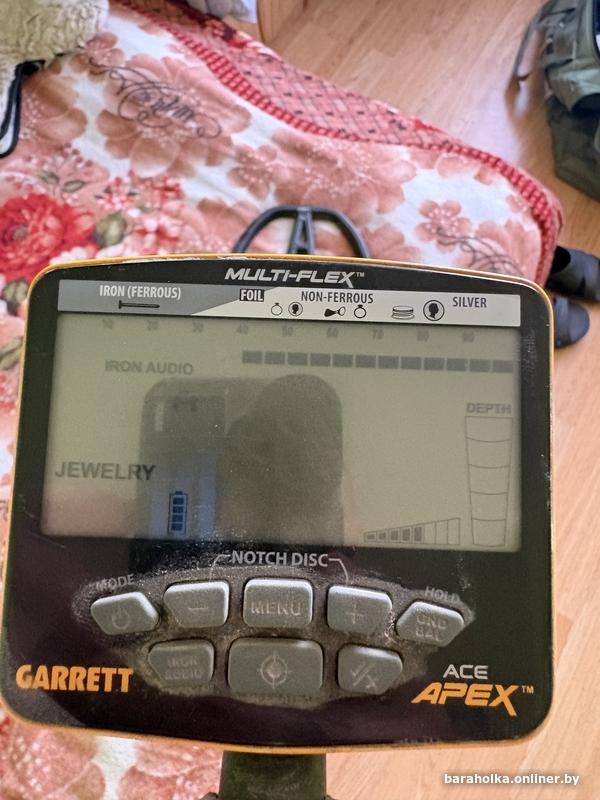 MULTI-FLEX™
IRON (FERROUS) FOIL NON-FERROUS SILVER
10 20 30 40 50 60 70 80 90
IRON AUDIO
DEPTH
JEWELRY
NOTCH DISC
MODE HOLD
- MENU + GND BAL
IRON AUDIO
GARRETT ACE
APEX™
baraholka.onliner.by